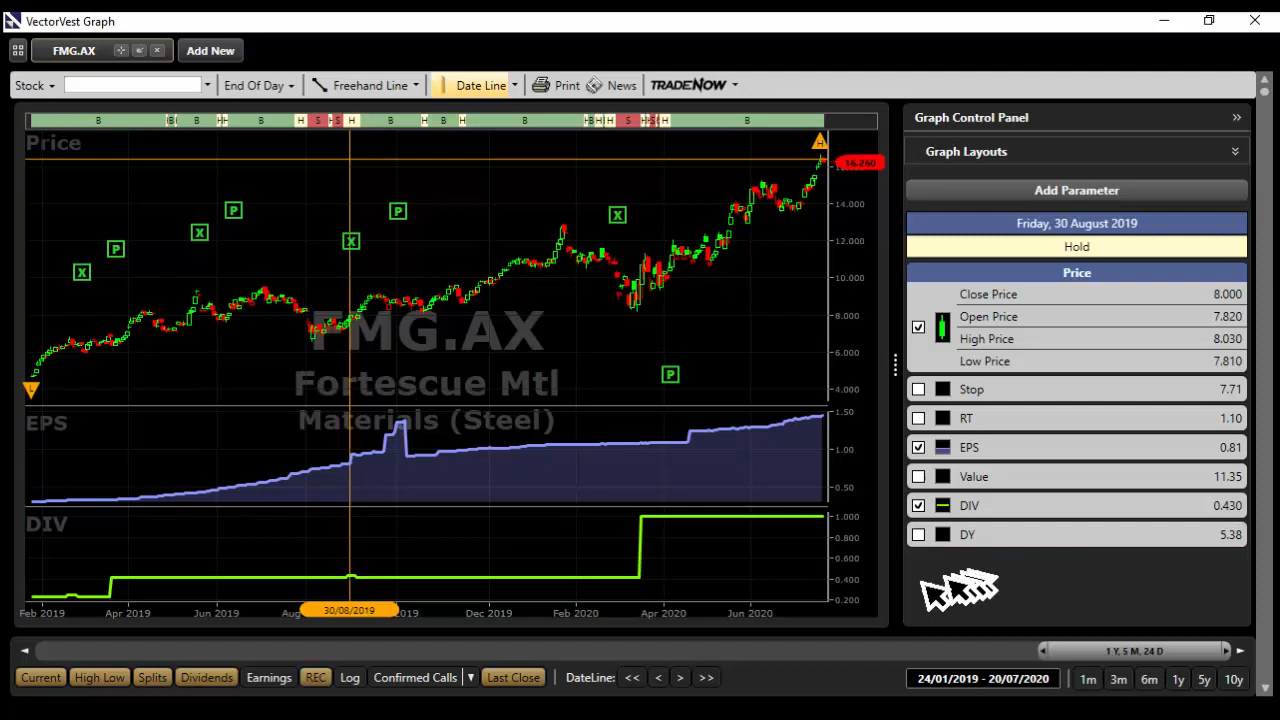 VectorVest Graph
FMG.AX Add New
Stock End Of Day Freehand Line Date Line Print News TRADENOW
B B B H H B H S H S H B H B H B H B H H S H S H B
Price
H
16.260
14.000
12.000
10.000
8.000
6.000
4.000
X P X P X P X P
L
FMG.AX
Fortescue Mtl
Materials (Steel)
EPS
1.50
1.00
0.50
DIV
1.000
0.800
0.600
0.400
0.200
Feb 2019 Apr 2019 Jun 2019 Aug 30/08/2019 2019 Dec 2019 Feb 2020 Apr 2020 Jun 2020
Graph Control Panel
Graph Layouts
Add Parameter
Friday, 30 August 2019
Hold
Price
Close Price 8.000
Open Price 7.820
High Price 8.030
Low Price 7.810
Stop 7.71
RT 1.10
EPS 0.81
Value 11.35
DIV 0.430
DY 5.38
1 Y, 5 M, 24 D
Current High Low Splits Dividends Earnings REC Log Confirmed Calls Last Close DateLine: << < > >> 24/01/2019 - 20/07/2020 1m 3m 6m 1y 5y 10y